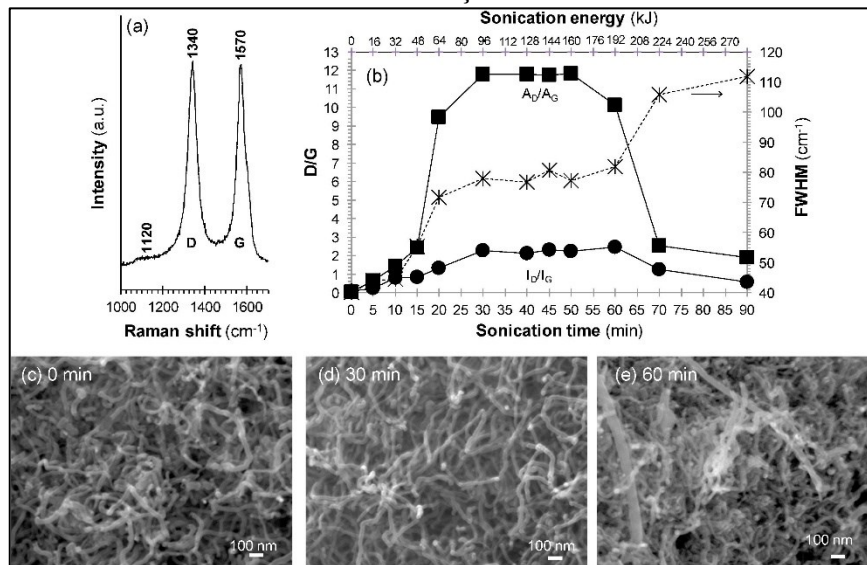 (a)
1340
1570
1120
D
G
Intensity (a.u.)
1000 1200 1400 1600
Raman shift (cm-1)
Sonication energy (kJ)
0 16 32 48 64 80 96 112 128 144 160 176 192 208 224 240 256 270
(b)
13
12
11
10
9
8
7
6
5
4
3
2
1
0
D/G
AD/AG
ID/IG
120
110
100
90
80
70
60
50
40
FWHM (cm-1)
0 5 10 15 20 25 30 35 40 45 50 55 60 65 70 75 80 85 90
Sonication time (min)
(c) 0 min
100 nm
(d) 30 min
100 nm
(e) 60 min
100 nm